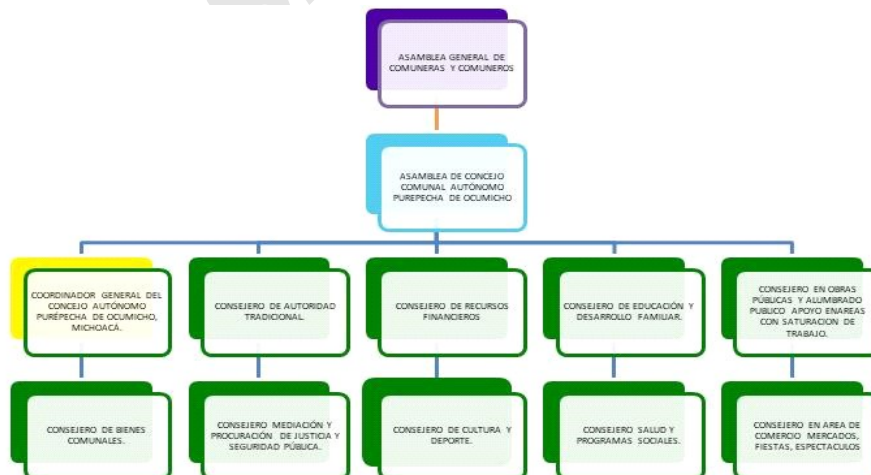 ASAMBLEA GENERAL DE
COMUNERAS Y COMUNEROS
ASAMBLEA DE CONCEJO
COMUNAL AUTÓNOMO
PUREPECHA DE OCUMICHO
COORDINADOR GENERAL DEL
CONCEJO AUTÓNOMO
PURÉPECHA DE OCUMICHO,
MICHOACÁ.
CONSEJERO DE AUTORIDAD
TRADICIONAL.
CONSEJERO DE RECURSOS
FINANCIEROS
CONSEJERO DE EDUCACIÓN Y
DESARROLLO FAMILIAR.
CONSEJERO EN OBRAS
PÚBLICAS Y ALUMBRADO
PUBLICO APOYO ENAREAS
CON SATURACION DE
TRABAJO.
CONSEJERO DE BIENES
COMUNALES.
CONSEJERO MEDIACIÓN Y
PROCURACIÓN DE JUSTICIA Y
SEGURIDAD PÚBLICA.
CONSEJERO DE CULTURA Y
DEPORTE.
CONSEJERO SALUD Y
PROGRAMAS SOCIALES.
CONSEJERO EN AREA DE
COMERCIO MERCADOS,
FIESTAS, ESPECTACULOS